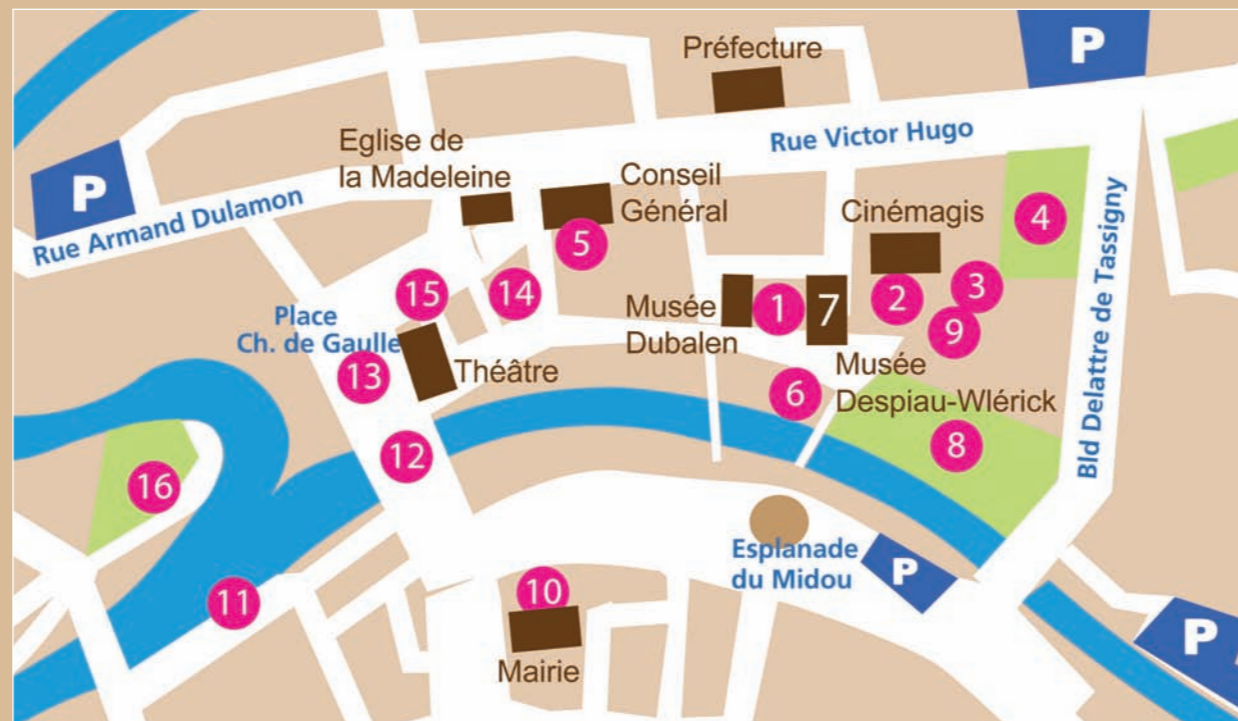 Préfecture
P
Rue Victor Hugo
Eglise de
la Madeleine
Conseil
Général
P
Rue Armand Dulamon
Cinémagis
4
5
Bld Delattre de Tassigny
15
14
Musée
Dubalen
1
7
2
3
9
Place
Ch. de Gaulle
13
Théâtre
6
Musée
Despiau-Wlérick
8
12
16
Esplanade
du Midou
P
11
10
Mairie
P